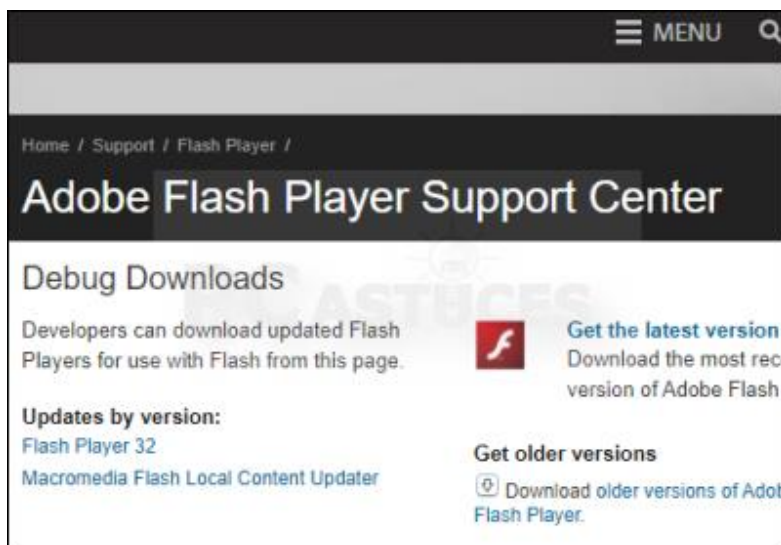 MENU
Home / Support / Flash Player /
Adobe Flash Player Support Center
Debug Downloads
PC ASTUCES
Developers can download updated Flash
Players for use with Flash from this page.
Updates by version:
Flash Player 32
Macromedia Flash Local Content Updater
Get the latest version
Download the most rec
version of Adobe Flash
Get older versions
Download older versions of Adob
Flash Player.